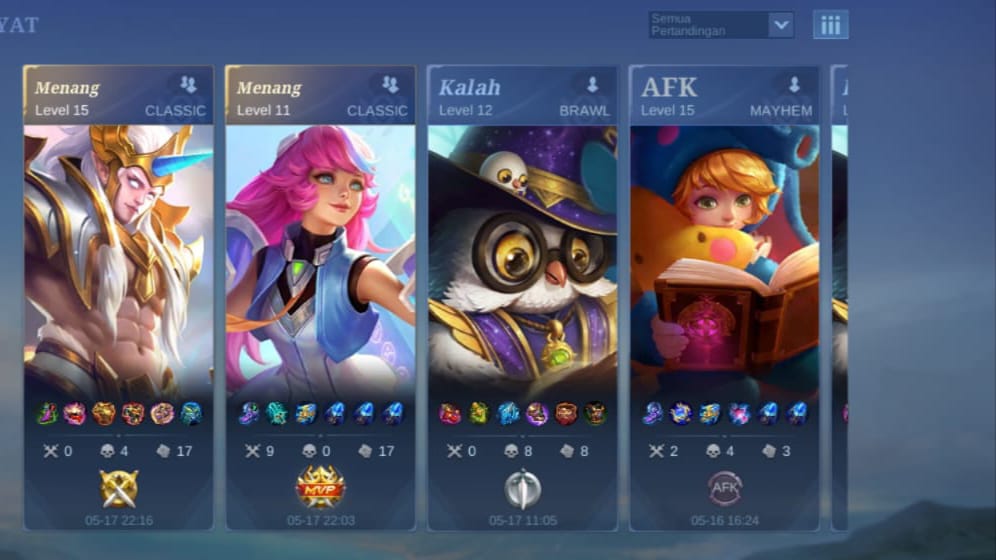 YAT
Semua
Pertandingan
Menang
Level 15
CLASSIC
Menang
Level 11
CLASSIC
Kalah
Level 12
BRAWL
AFK
Level 15
MAYHEM
0 4 17
9 0 17
0 8 8
2 4 3
MVP
AFK
05-17 22:16
05-17 22:03
05-17 11:05
05-16 16:24